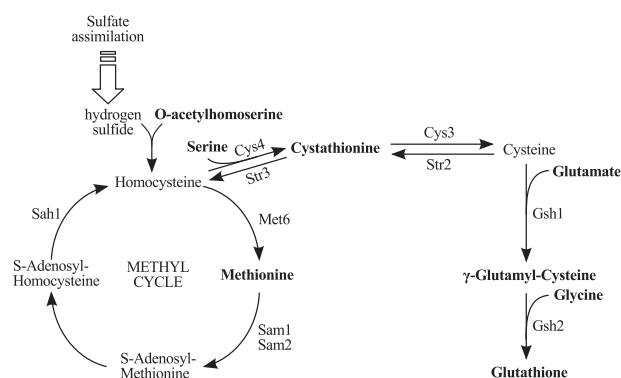 Sulfate
assimilation
hydrogen
sulfide
O-acetylhomoserine
Serine
Cys4
Str3
Cystathionine
Cys3
Str2
Cysteine
Glutamate
Homocysteine
Gsh1
Sah1
Met6
S-Adenosyl-
Homocysteine
METHYL
CYCLE
Methionine
γ-Glutamyl-Cysteine
Glycine
Sam1
Sam2
Gsh2
S-Adenosyl-
Methionine
Glutathione